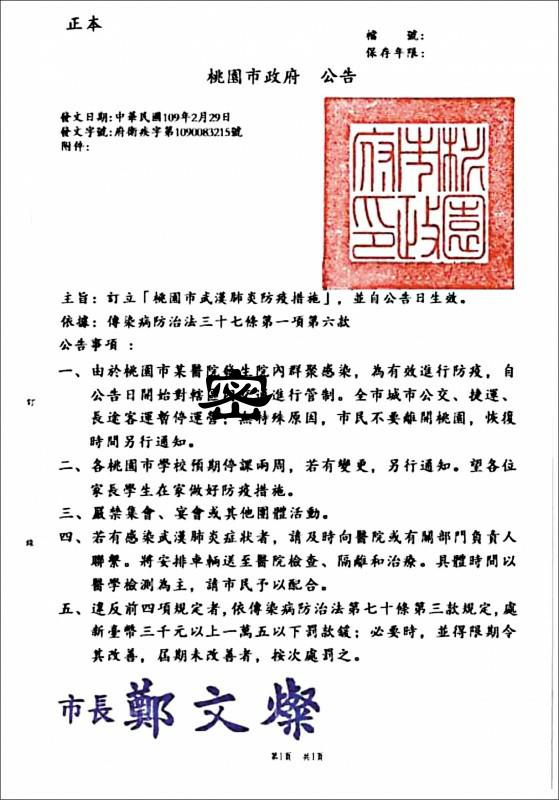 正本
檔　　號：
保存年限：
桃園市政府　公告
發文日期:中華民國109年2月29日
發文字號:府衛疾字第1090083215號
附件:
桃園市政府印
主旨：訂立「桃園市武漢肺炎防疫措施」，並自公告日生效。
依據：傳染病防治法三十七條第一項第六款
公告事項：
一、由於桃園市某醫院 生院內群聚感染，為有效進行防疫，自
公告日開始對轄 進行管制。全市城市公交、捷運、
密
長途客運暫停運營；無特殊原因，市民不要離開桃園，恢復
時間另行通知。
二、各桃園市學校預期停課兩周，若有變更，另行通知。望各位
家長學生在家做好防疫措施。
訂
三、嚴禁集會、宴會或其他團體活動。
四、若有感染武漢肺炎症狀者，請及時向醫院或有關部門負責人
線
聯繫。將安排車輛送至醫院檢查、隔離和治療。具體時間以
醫學檢測為主，請市民予以配合。
五、違反前四項規定者，依傳染病防治法第七十條第三款規定，處
新臺幣三千元以上一萬五以下罰款鍰；必要時，並得限期令
其改善，屆期未改善者，按次處罰之。
市長 鄭文燦
第1頁　共1頁